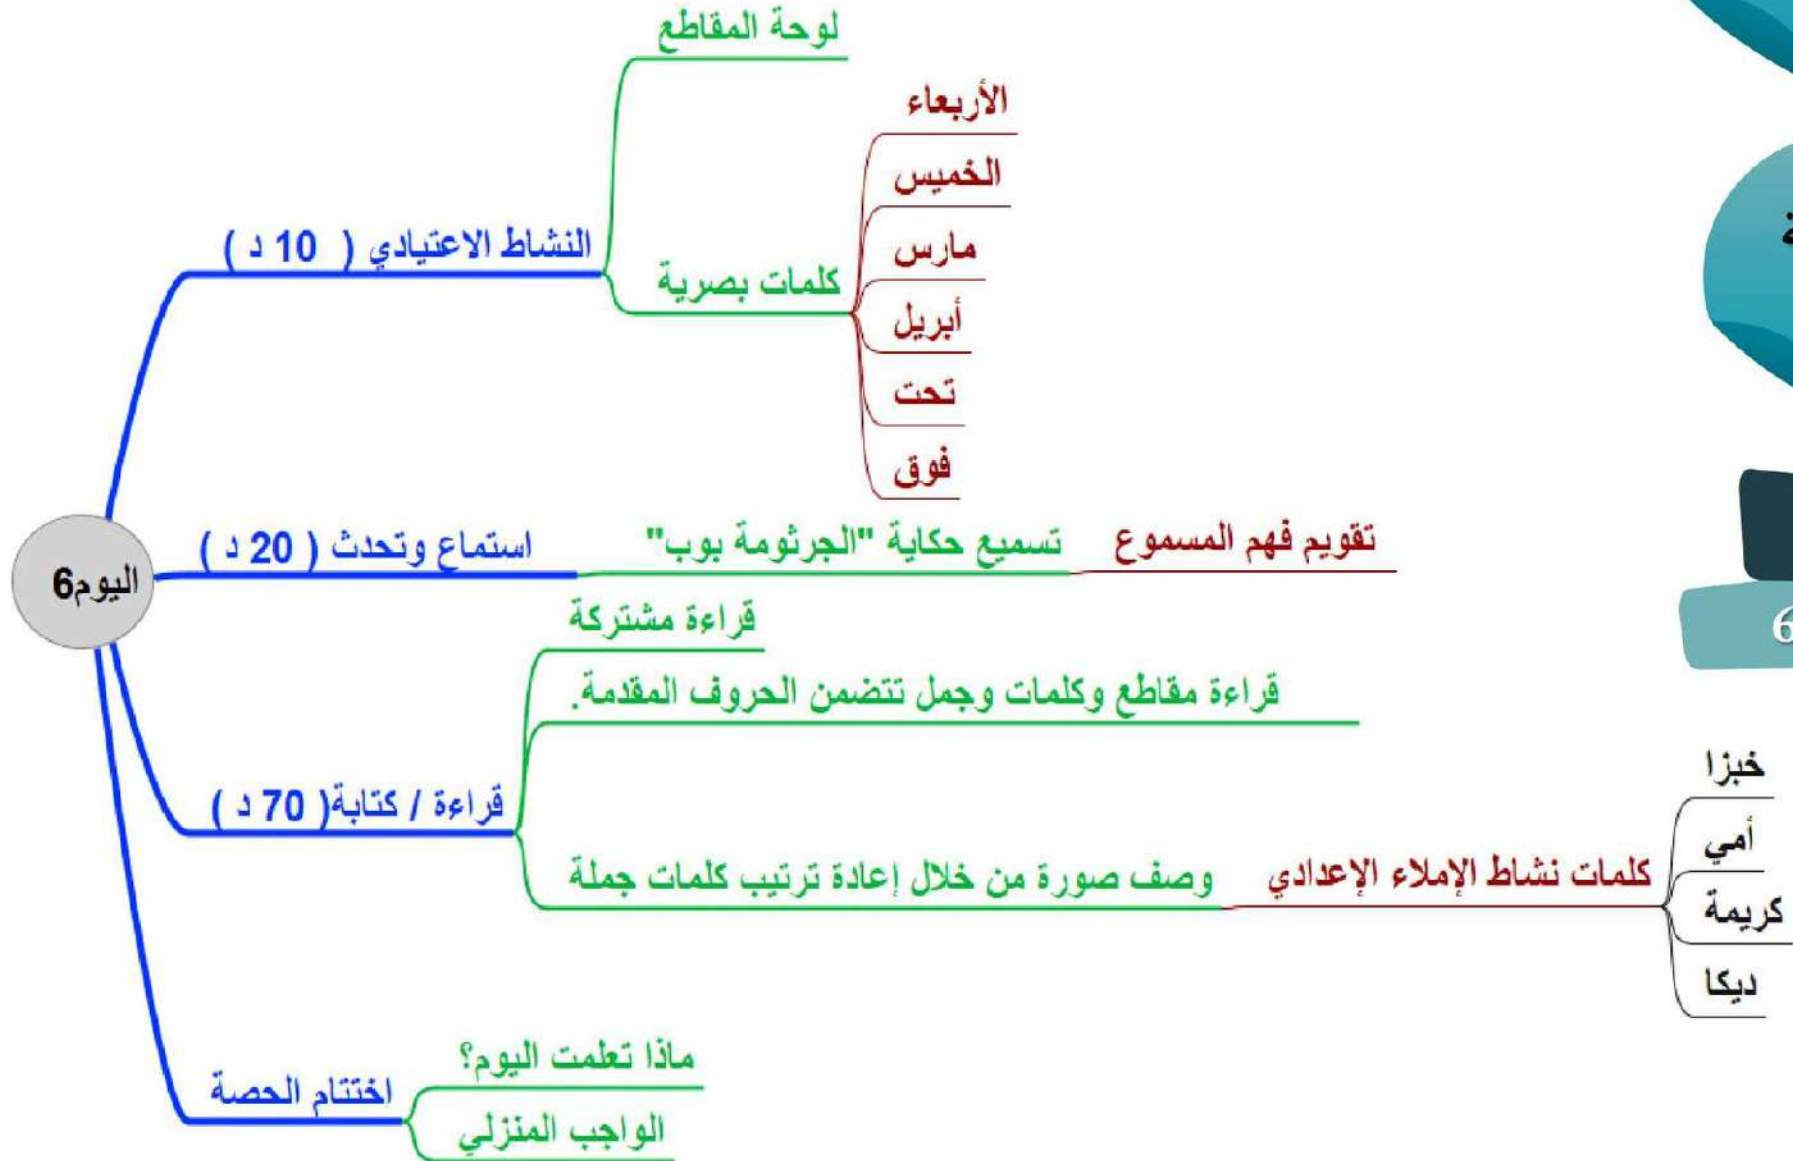 اليوم6
النشاط الاعتيادي ( 10 د )
لوحة المقاطع
كلمات بصرية
الأربعاء
الخميس
مارس
أبريل
تحت
فوق
استماع وتحدث ( 20 د )
تسميع حكاية "الجرثومة بوب"
تقويم فهم المسموع
قراءة / كتابة( 70 د )
قراءة مشتركة
قراءة مقاطع وكلمات وجمل تتضمن الحروف المقدمة.
وصف صورة من خلال إعادة ترتيب كلمات جملة
كلمات نشاط الإملاء الإعدادي
خبزا
أمي
كريمة
ديكا
اختتام الحصة
ماذا تعلمت اليوم؟
الواجب المنزلي
6